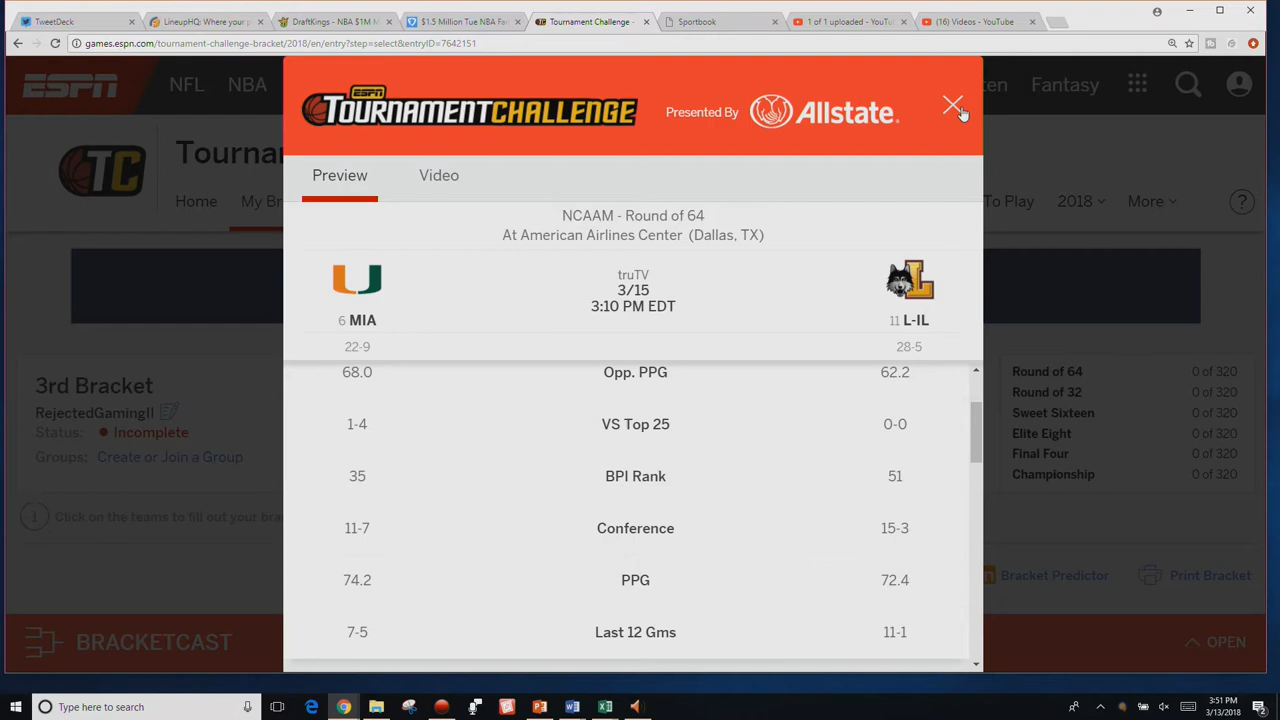 TweetDeck
LineupHQ: Where your p
DraftKings - NBA $1M M
$1.5 Million Tue NBA Fan
Tournament Challenge -
Sportbook
1 of 1 uploaded - YouTu
(16) Videos - YouTube
games.espn.com/tournament-challenge-bracket/2018/en/entry?step=select&entryID=7642151
ESPN NFL NBA ten Fantasy
ESPN
TOURNAMENT CHALLENGE Presented By Allstate.
TC Tourna
Preview Video
Home My Br To Play 2018 More ?
NCAAM - Round of 64
At American Airlines Center (Dallas, TX)
truTV
3/15
3:10 PM EDT
6 MIA
22-9
11 L-IL
28-5
68.0 Opp. PPG 62.2
1-4 VS Top 25 0-0
35 BPI Rank 51
11-7 Conference 15-3
74.2 PPG 72.4
7-5 Last 12 Gms 11-1
3rd Bracket
RejectedGamingII
Status: Incomplete
Groups: Create or Join a Group
Round of 64 0 of 320
Round of 32 0 of 320
Sweet Sixteen 0 of 320
Elite Eight 0 of 320
Final Four 0 of 320
Championship 0 of 320
1 Click on the teams to fill out your bra
Bracket Predictor Print Bracket
BRACKETCAST OPEN
Type here to search
3:51 PM
3/13/2018